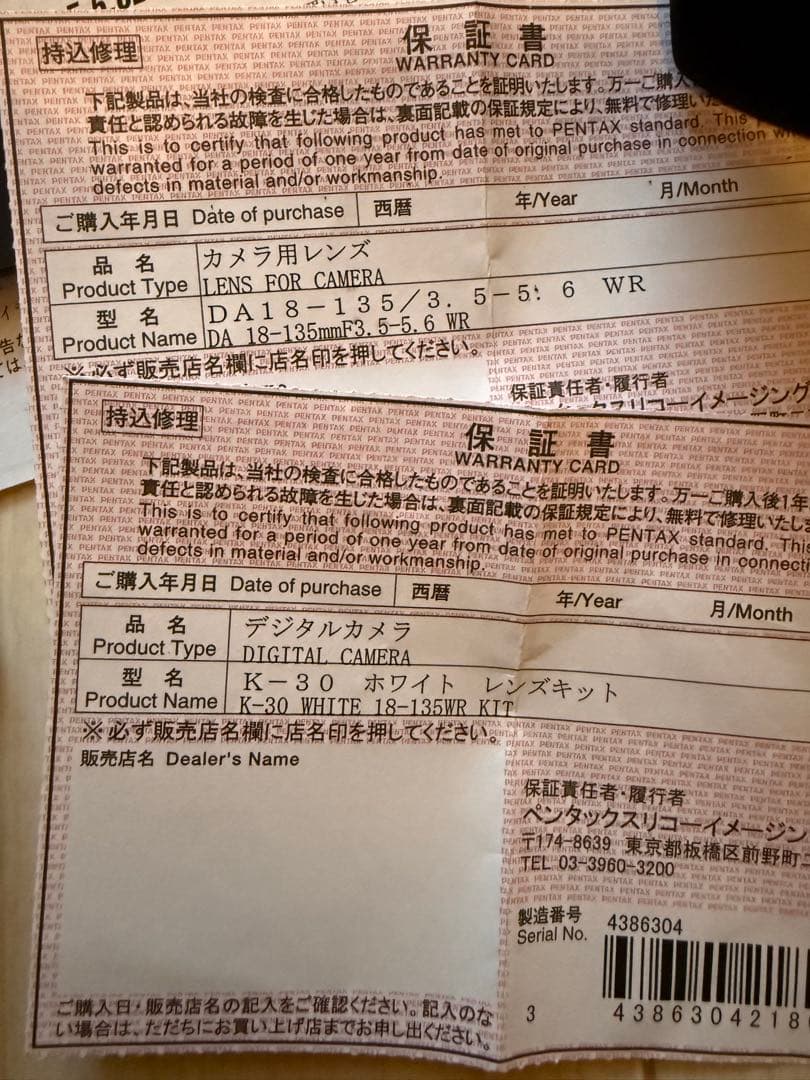 持込修理
保証書
WARRANTY CARD
下記製品は、当社の検査に合格したものであることを証明いたします。万一ご購入
責任と認められる故障を生じた場合は、裏面記載の保証規定により、無料で修理いた
This is to certify that following product has met to PENTAX standard. This
warranted for a period of one year from date of original purchase in connection
defects in material and/or workmanship.
ご購入年月日 Date of purchase 西暦 年/Year 月/Month
品名 カメラ用レンズ
Product Type LENS FOR CAMERA
型名 DA18-135/3.5-5.6 WR
Product Name DA 18-135mmF3.5-5.6 WR
※必ず販売店名欄に店名印を押してください。
保証責任者・履行者
ペンタックスリコーイメージング
持込修理
保証書
WARRANTY CARD
下記製品は、当社の検査に合格したものであることを証明いたします。万一ご購入後1年
責任と認められる故障を生じた場合は、裏面記載の保証規定により、無料で修理いたし
This is to certify that following product has met to PENTAX standard. This
warranted for a period of one year from date of original purchase in connecti
defects in material and/or workmanship.
ご購入年月日 Date of purchase 西暦 年/Year 月/Month
品名 デジタルカメラ
Product Type DIGITAL CAMERA
型名 K-30 ホワイト レンズキット
Product Name K-30 WHITE 18-135WR KIT
※必ず販売店名欄に店名印を押してください。
販売店名 Dealer's Name
保証責任者・履行者
ペンタックスリコーイメージン
〒174-8639 東京都板橋区前野町
TEL 03-3960-3200
製造番号 4386304
Serial No.
3 438630421
ご購入日・販売店名の記入をご確認ください。記入のな
い場合は、ただちにお買い上げ店までお申し出ください。